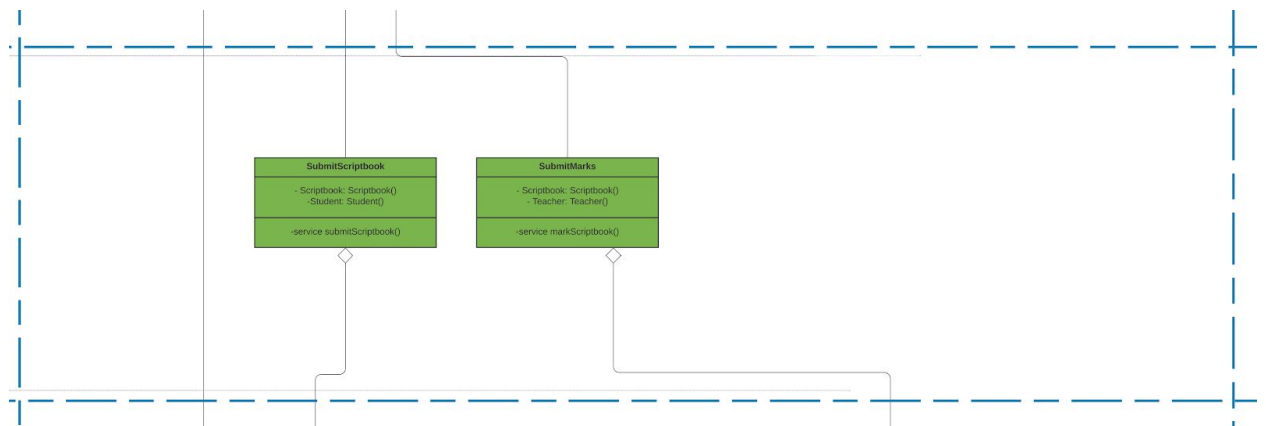 SubmitScriptbook
- Scriptbook: Scriptbook()
-Student: Student()
-service submitScriptbook()
SubmitMarks
- Scriptbook: Scriptbook()
- Teacher: Teacher()
-service markScriptbook()